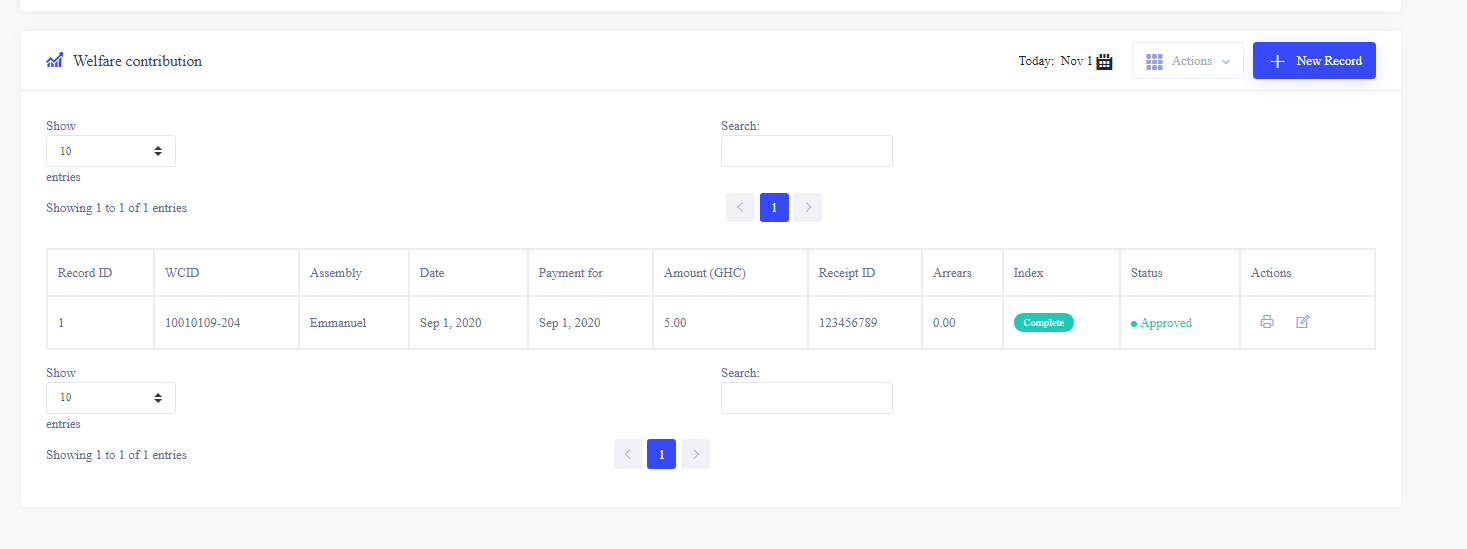 Welfare contribution
Today: Nov 1
Actions
New Record
Show
Search:
10
entries
Showing 1 to 1 of 1 entries
1
Record ID WCID Assembly Date Payment for Amount (GHC) Receipt ID Arrears Index Status Actions
1 10010109-204 Emmanuel Sep 1, 2020 Sep 1, 2020 5.00 123456789 0.00 Complete Approved
Show
Search:
10
entries
Showing 1 to 1 of 1 entries
1